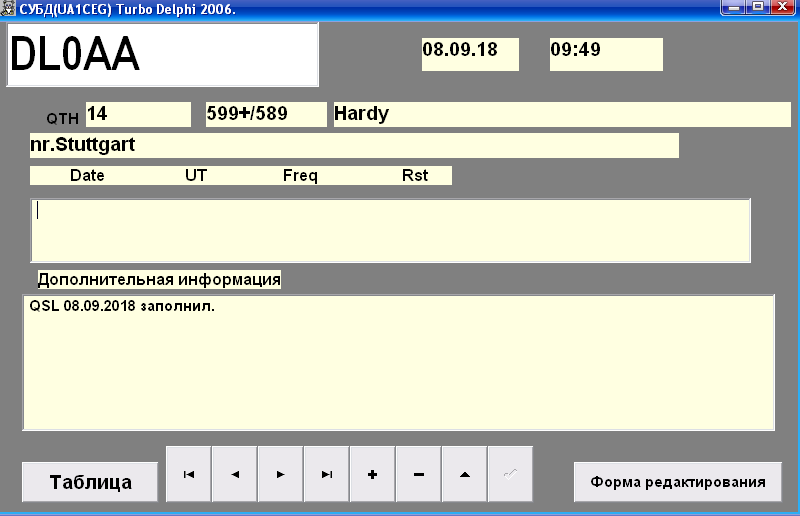 СУБД(UA1CEG) Turbo Delphi 2006.
DL0AA
08.09.18 09:49
QTH 14 599+/589 Hardy
nr.Stuttgart
Date UT Freq Rst
Дополнительная информация
QSL 08.09.2018 заполнил.
Таблица Форма редактирования